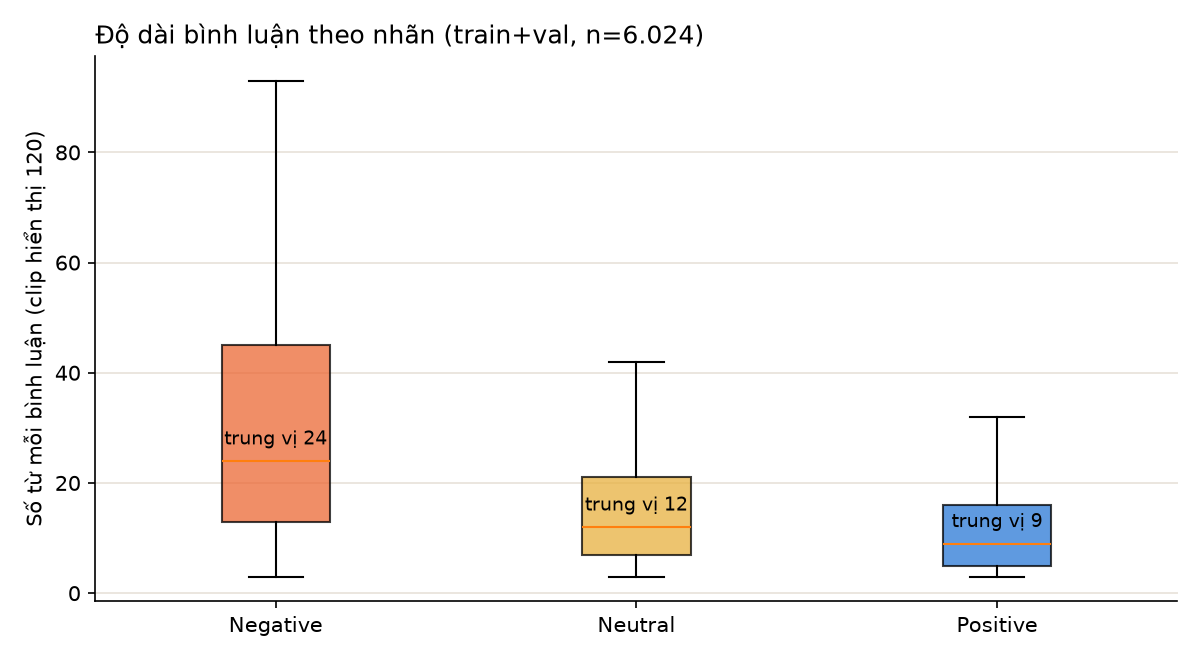 Độ dài bình luận theo nhãn (train+val, n=6.024)
Số từ mỗi bình luận (clip hiển thị 120)
80
60
40
20
0
trung vị 24
trung vị 12
trung vị 9
Negative
Neutral
Positive